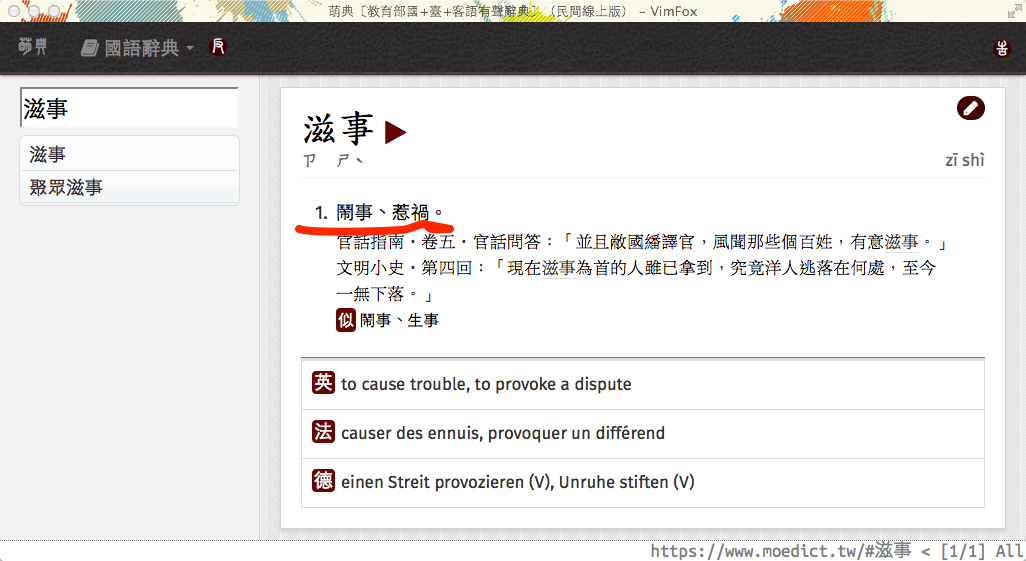 萌典〔教育部國+臺+客語有聲辭典〕（民間線上版） - VimFox
萌典 國語辭典
滋事
滋事
聚眾滋事
滋事
ㄗ ㄕˋ zī shì
1. 鬧事、惹禍。
官話指南．卷五．官話問答：「並且敝國繙譯官，風聞那些個百姓，有意滋事。」
文明小史．第四回：「現在滋事為首的人雖已拿到，究竟洋人逃落在何處，至今
一無下落。」
似 鬧事、生事
英 to cause trouble, to provoke a dispute
法 causer des ennuis, provoquer un différend
德 einen Streit provozieren (V), Unruhe stiften (V)
https://www.moedict.tw/#滋事 < [1/1] All